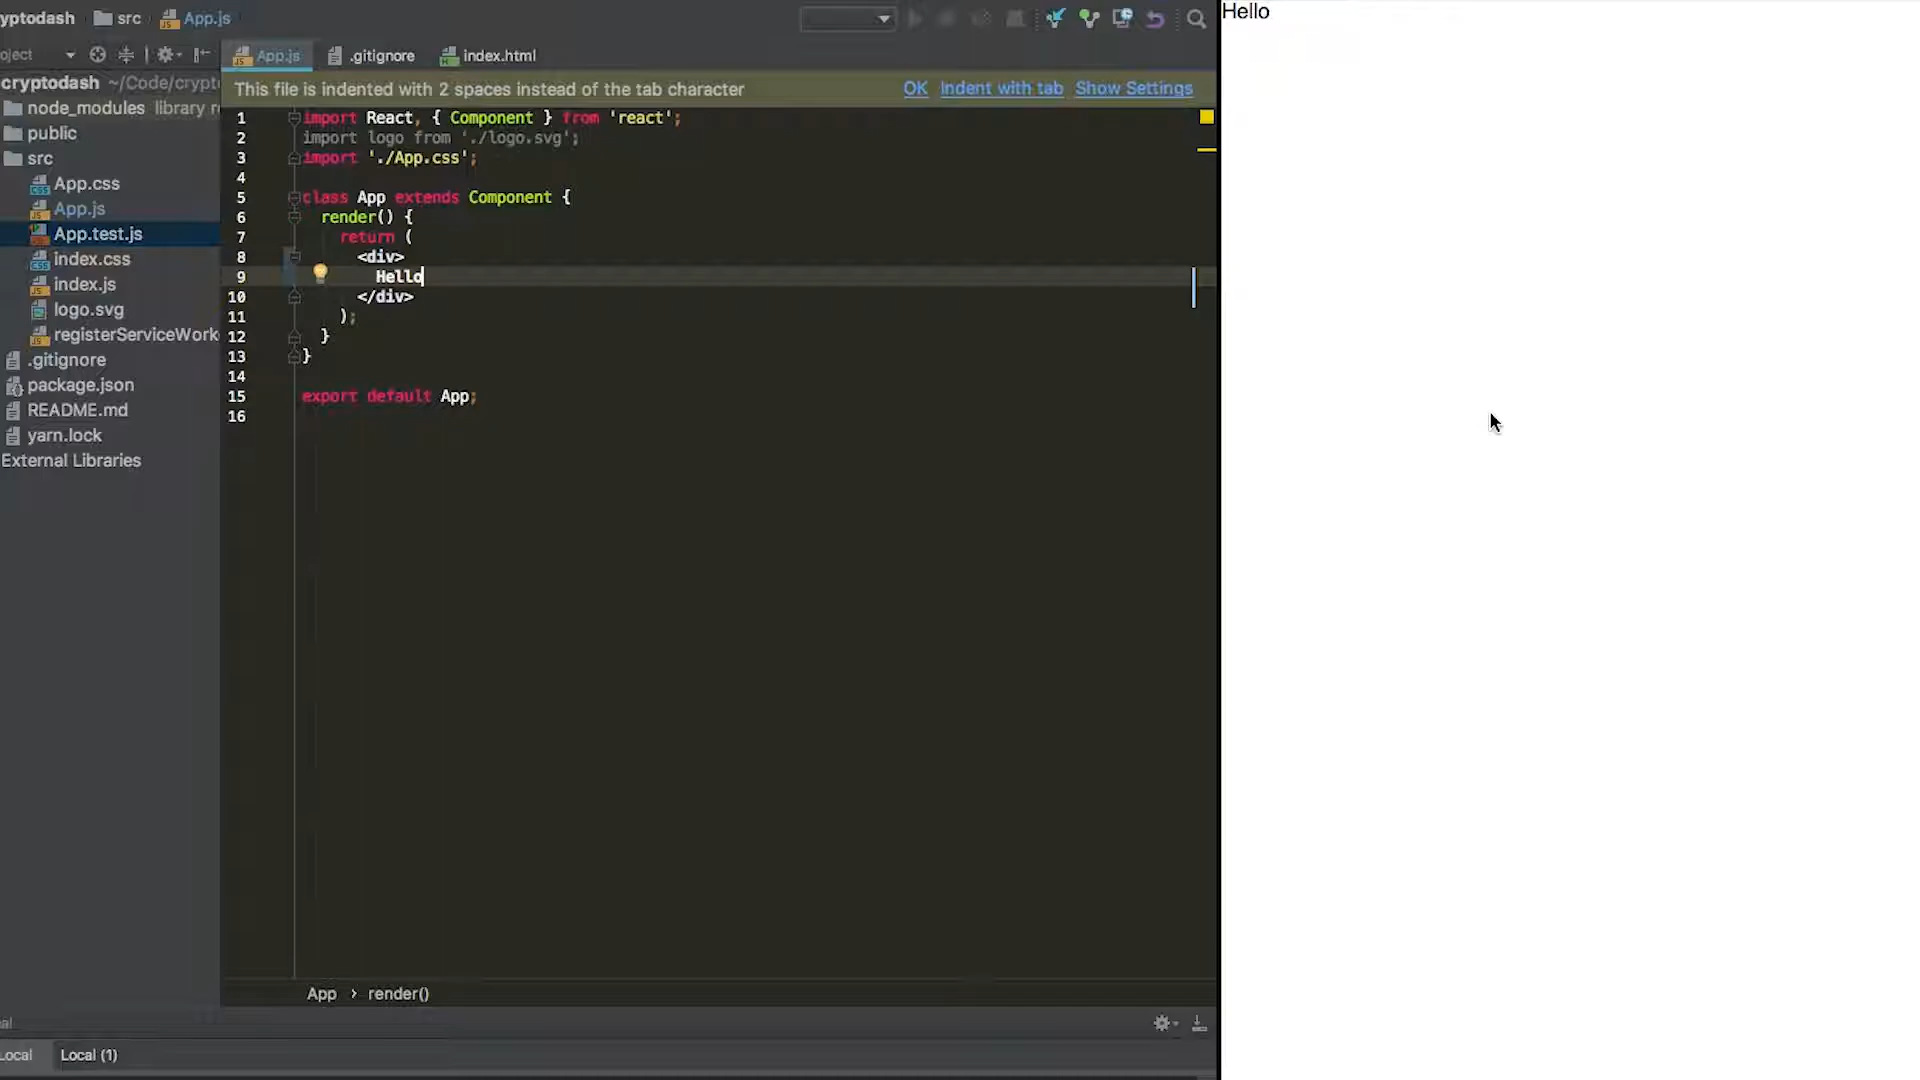 yptodash src App.js
oject
App.js .gitignore index.html
cryptodash ~/Code/crypt
node_modules library r
public
src
App.css
App.js
App.test.js
index.css
index.js
logo.svg
registerServiceWork
.gitignore
package.json
README.md
yarn.lock
External Libraries
This file is indented with 2 spaces instead of the tab character OK Indent with tab Show Settings
1 import React, { Component } from 'react';
2 import logo from './logo.svg';
3 import './App.css';
4
5 class App extends Component {
6 render() {
7 return (
8 <div>
9 Hello
10 </div>
11 );
12 }
13 }
14
15 export default App;
16
App › render()
al
Local Local (1)
Hello